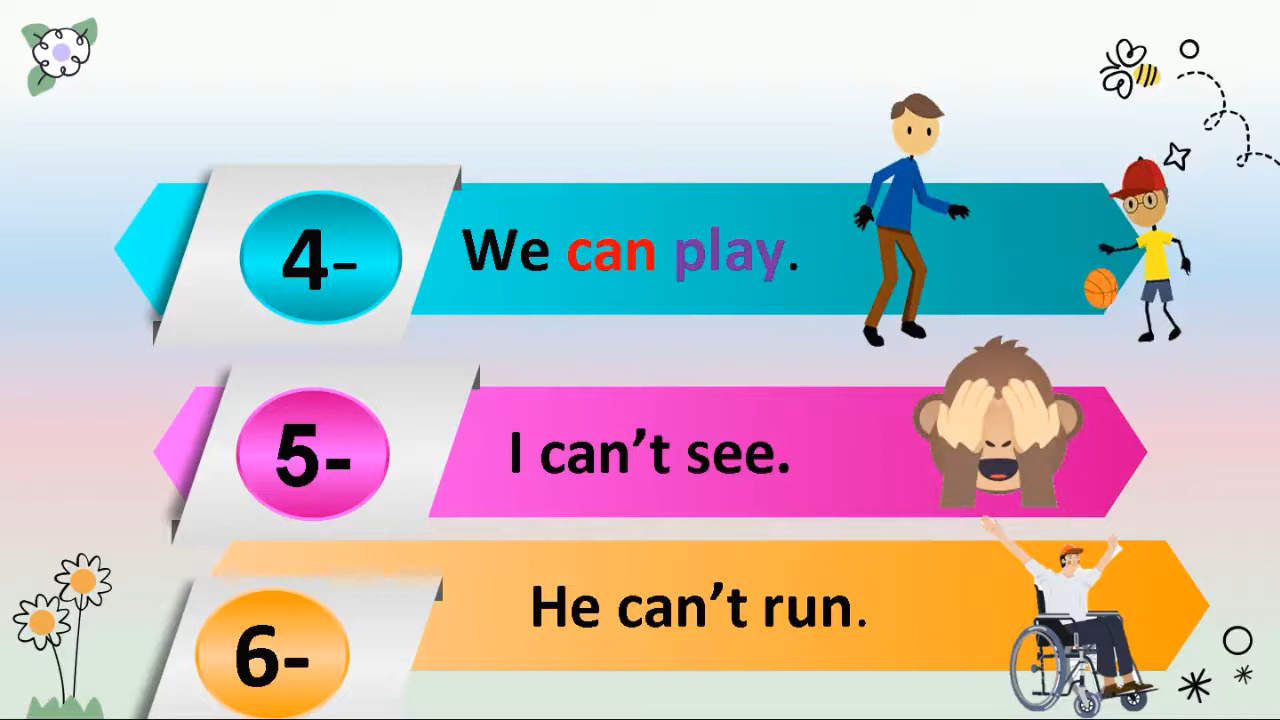 4- We can play.
5- I can’t see.
6- He can’t run.